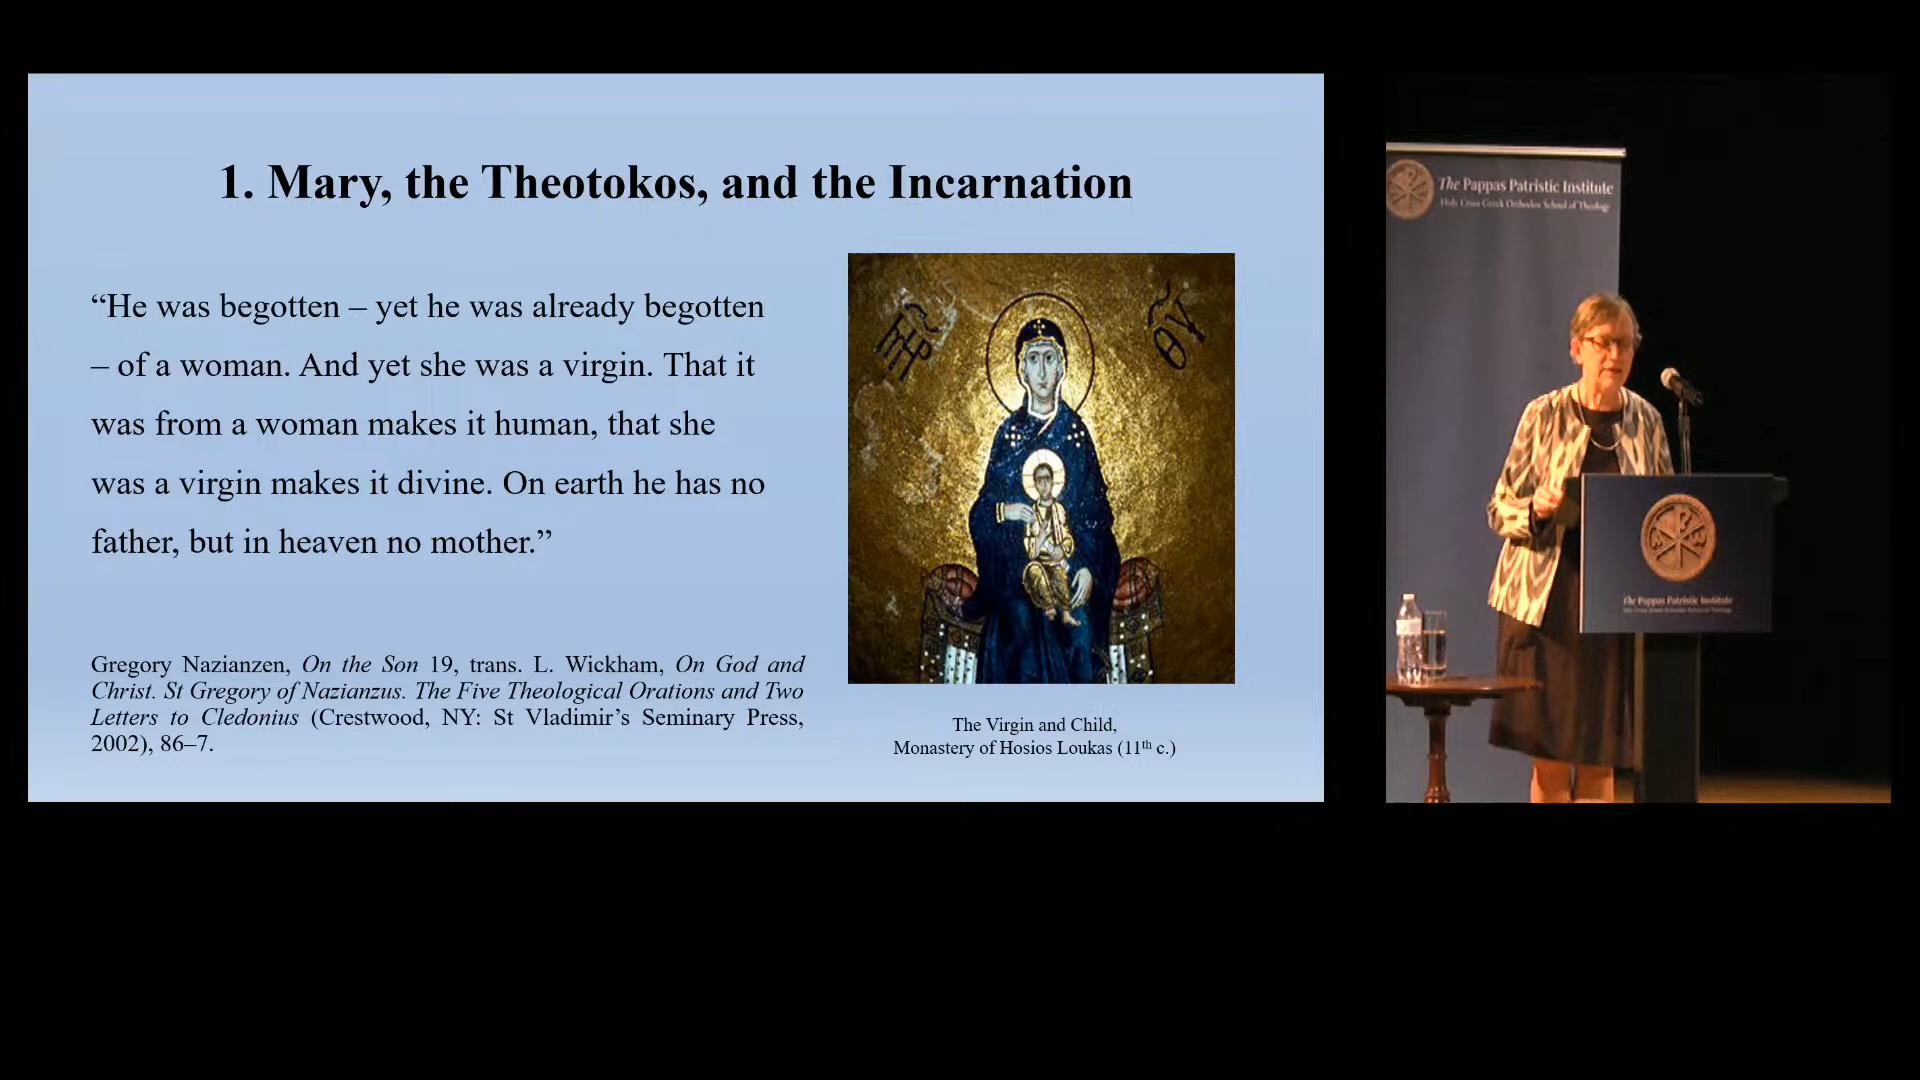 1. Mary, the Theotokos, and the Incarnation
“He was begotten – yet he was already begotten
– of a woman. And yet she was a virgin. That it
was from a woman makes it human, that she
was a virgin makes it divine. On earth he has no
father, but in heaven no mother.”
Gregory Nazianzen, On the Son 19, trans. L. Wickham, On God and
Christ. St Gregory of Nazianzus. The Five Theological Orations and Two
Letters to Cledonius (Crestwood, NY: St Vladimir’s Seminary Press,
2002), 86–7.
ΜΗΡ
ΘΥ
The Virgin and Child,
Monastery of Hosios Loukas (11th c.)
The Pappas Patristic Institute
Holy Cross Greek Orthodox School of Theology
The Pappas Patristic Institute